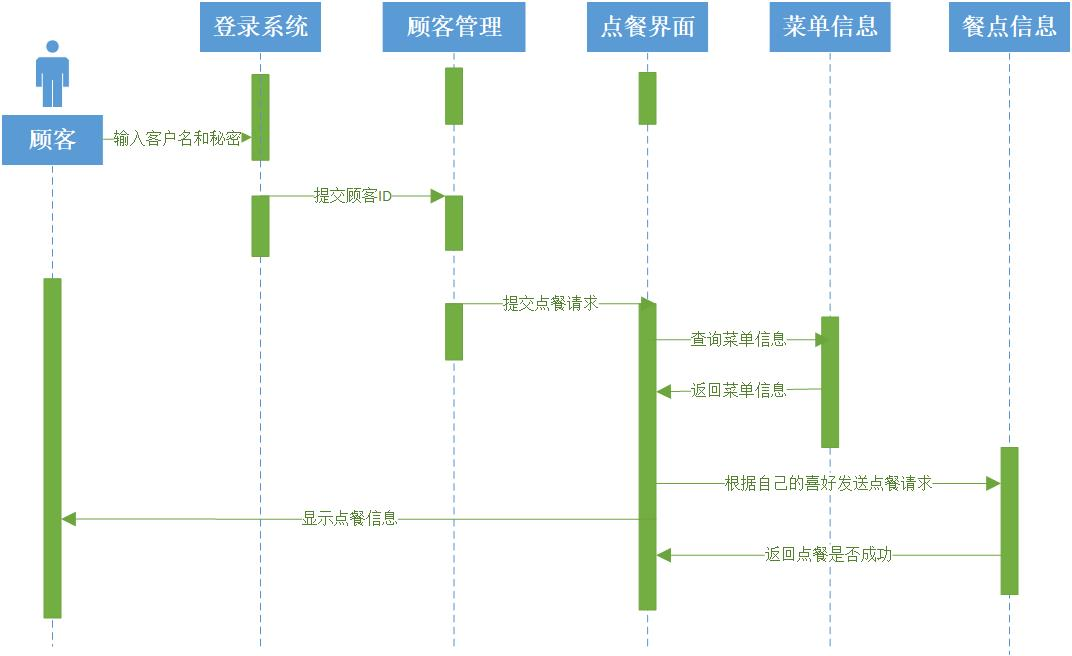 登录系统
顾客管理
点餐界面
菜单信息
餐点信息
顾客
输入客户名和秘密
提交顾客ID
提交点餐请求
查询菜单信息
返回菜单信息
根据自己的喜好发送点餐请求
显示点餐信息
返回点餐是否成功